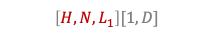 [H, N, L₁][1, D]